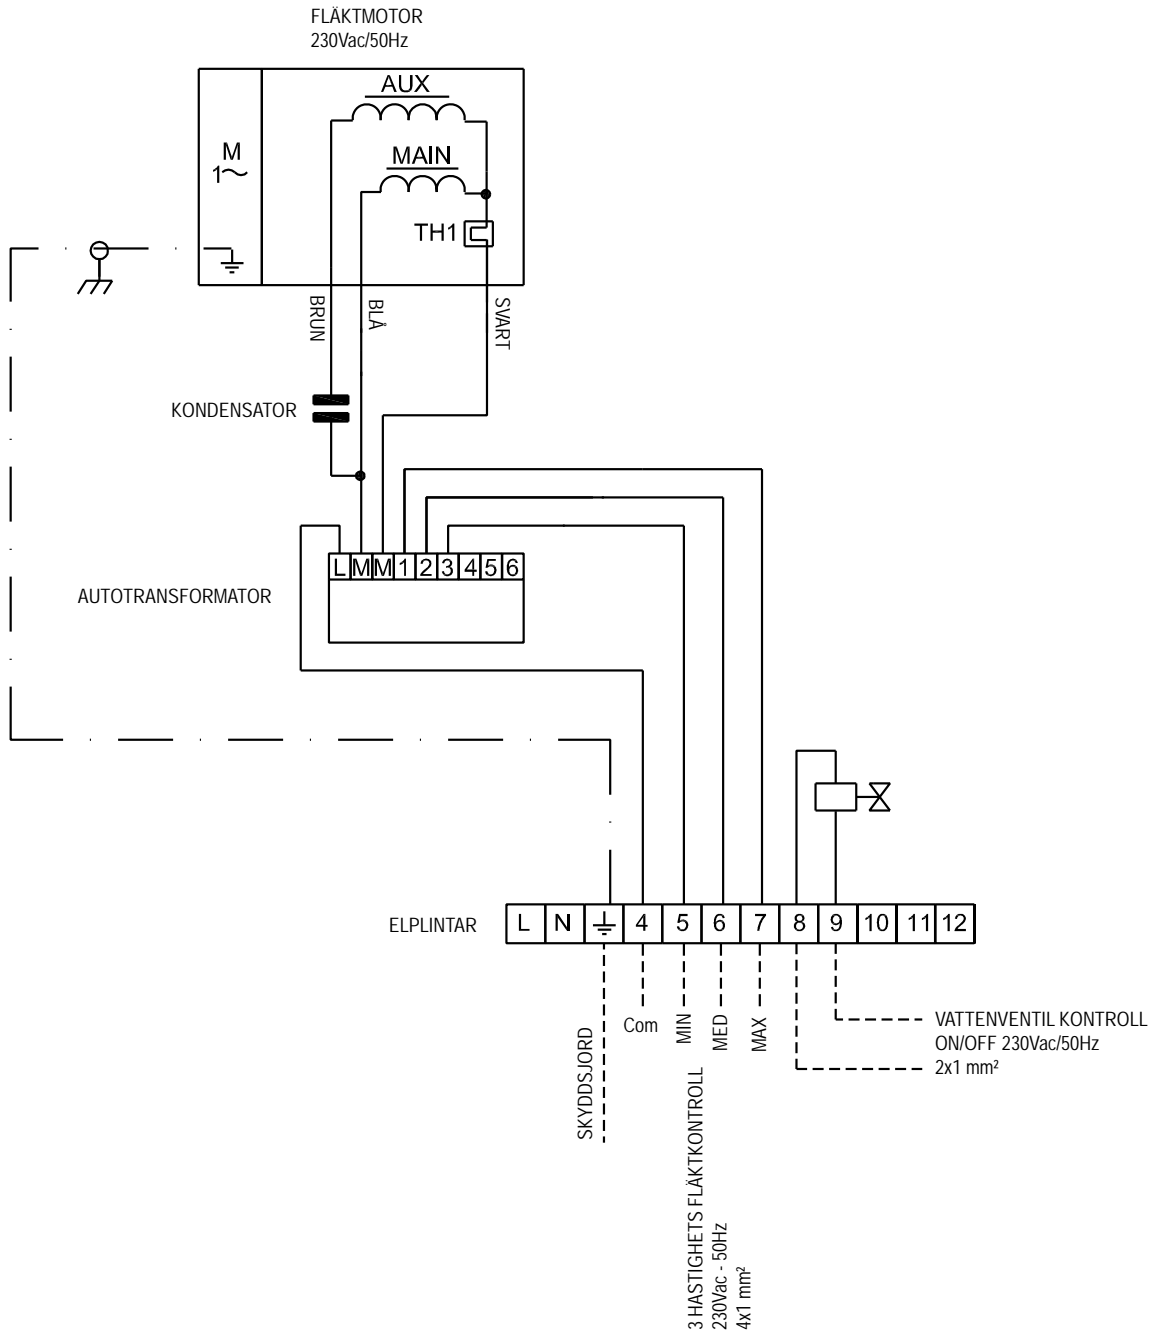 FLÄKTMOTOR
230Vac/50Hz
AUX
M
1~
MAIN
TH1
BRUN
BLÅ
SVART
KONDENSATOR
L M M 1 2 3 4 5 6
AUTOTRANSFORMATOR
ELPLINTAR
L N 4 5 6 7 8 9 10 11 12
SKYDDSJORD
Com
MIN
MED
MAX
VATTENVENTIL KONTROLL
ON/OFF 230Vac/50Hz
2x1 mm²
3 HASTIGHETS FLÄKTKONTROLL
230Vac - 50Hz
4x1 mm²